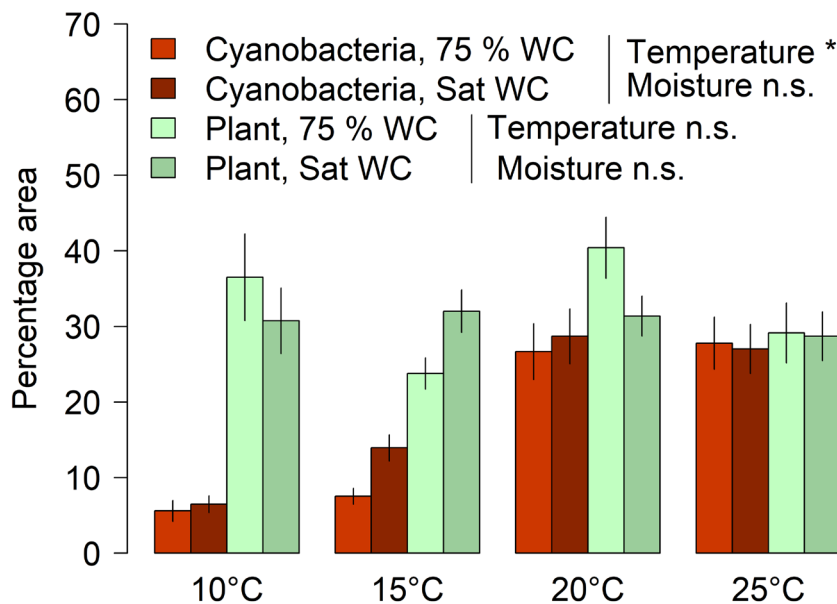 70
60
50
40
30
20
10
0
Percentage area
Cyanobacteria, 75 % WC
Cyanobacteria, Sat WC
Plant, 75 % WC
Plant, Sat WC
Temperature *
Moisture n.s.
Temperature n.s.
Moisture n.s.
10°C
15°C
20°C
25°C